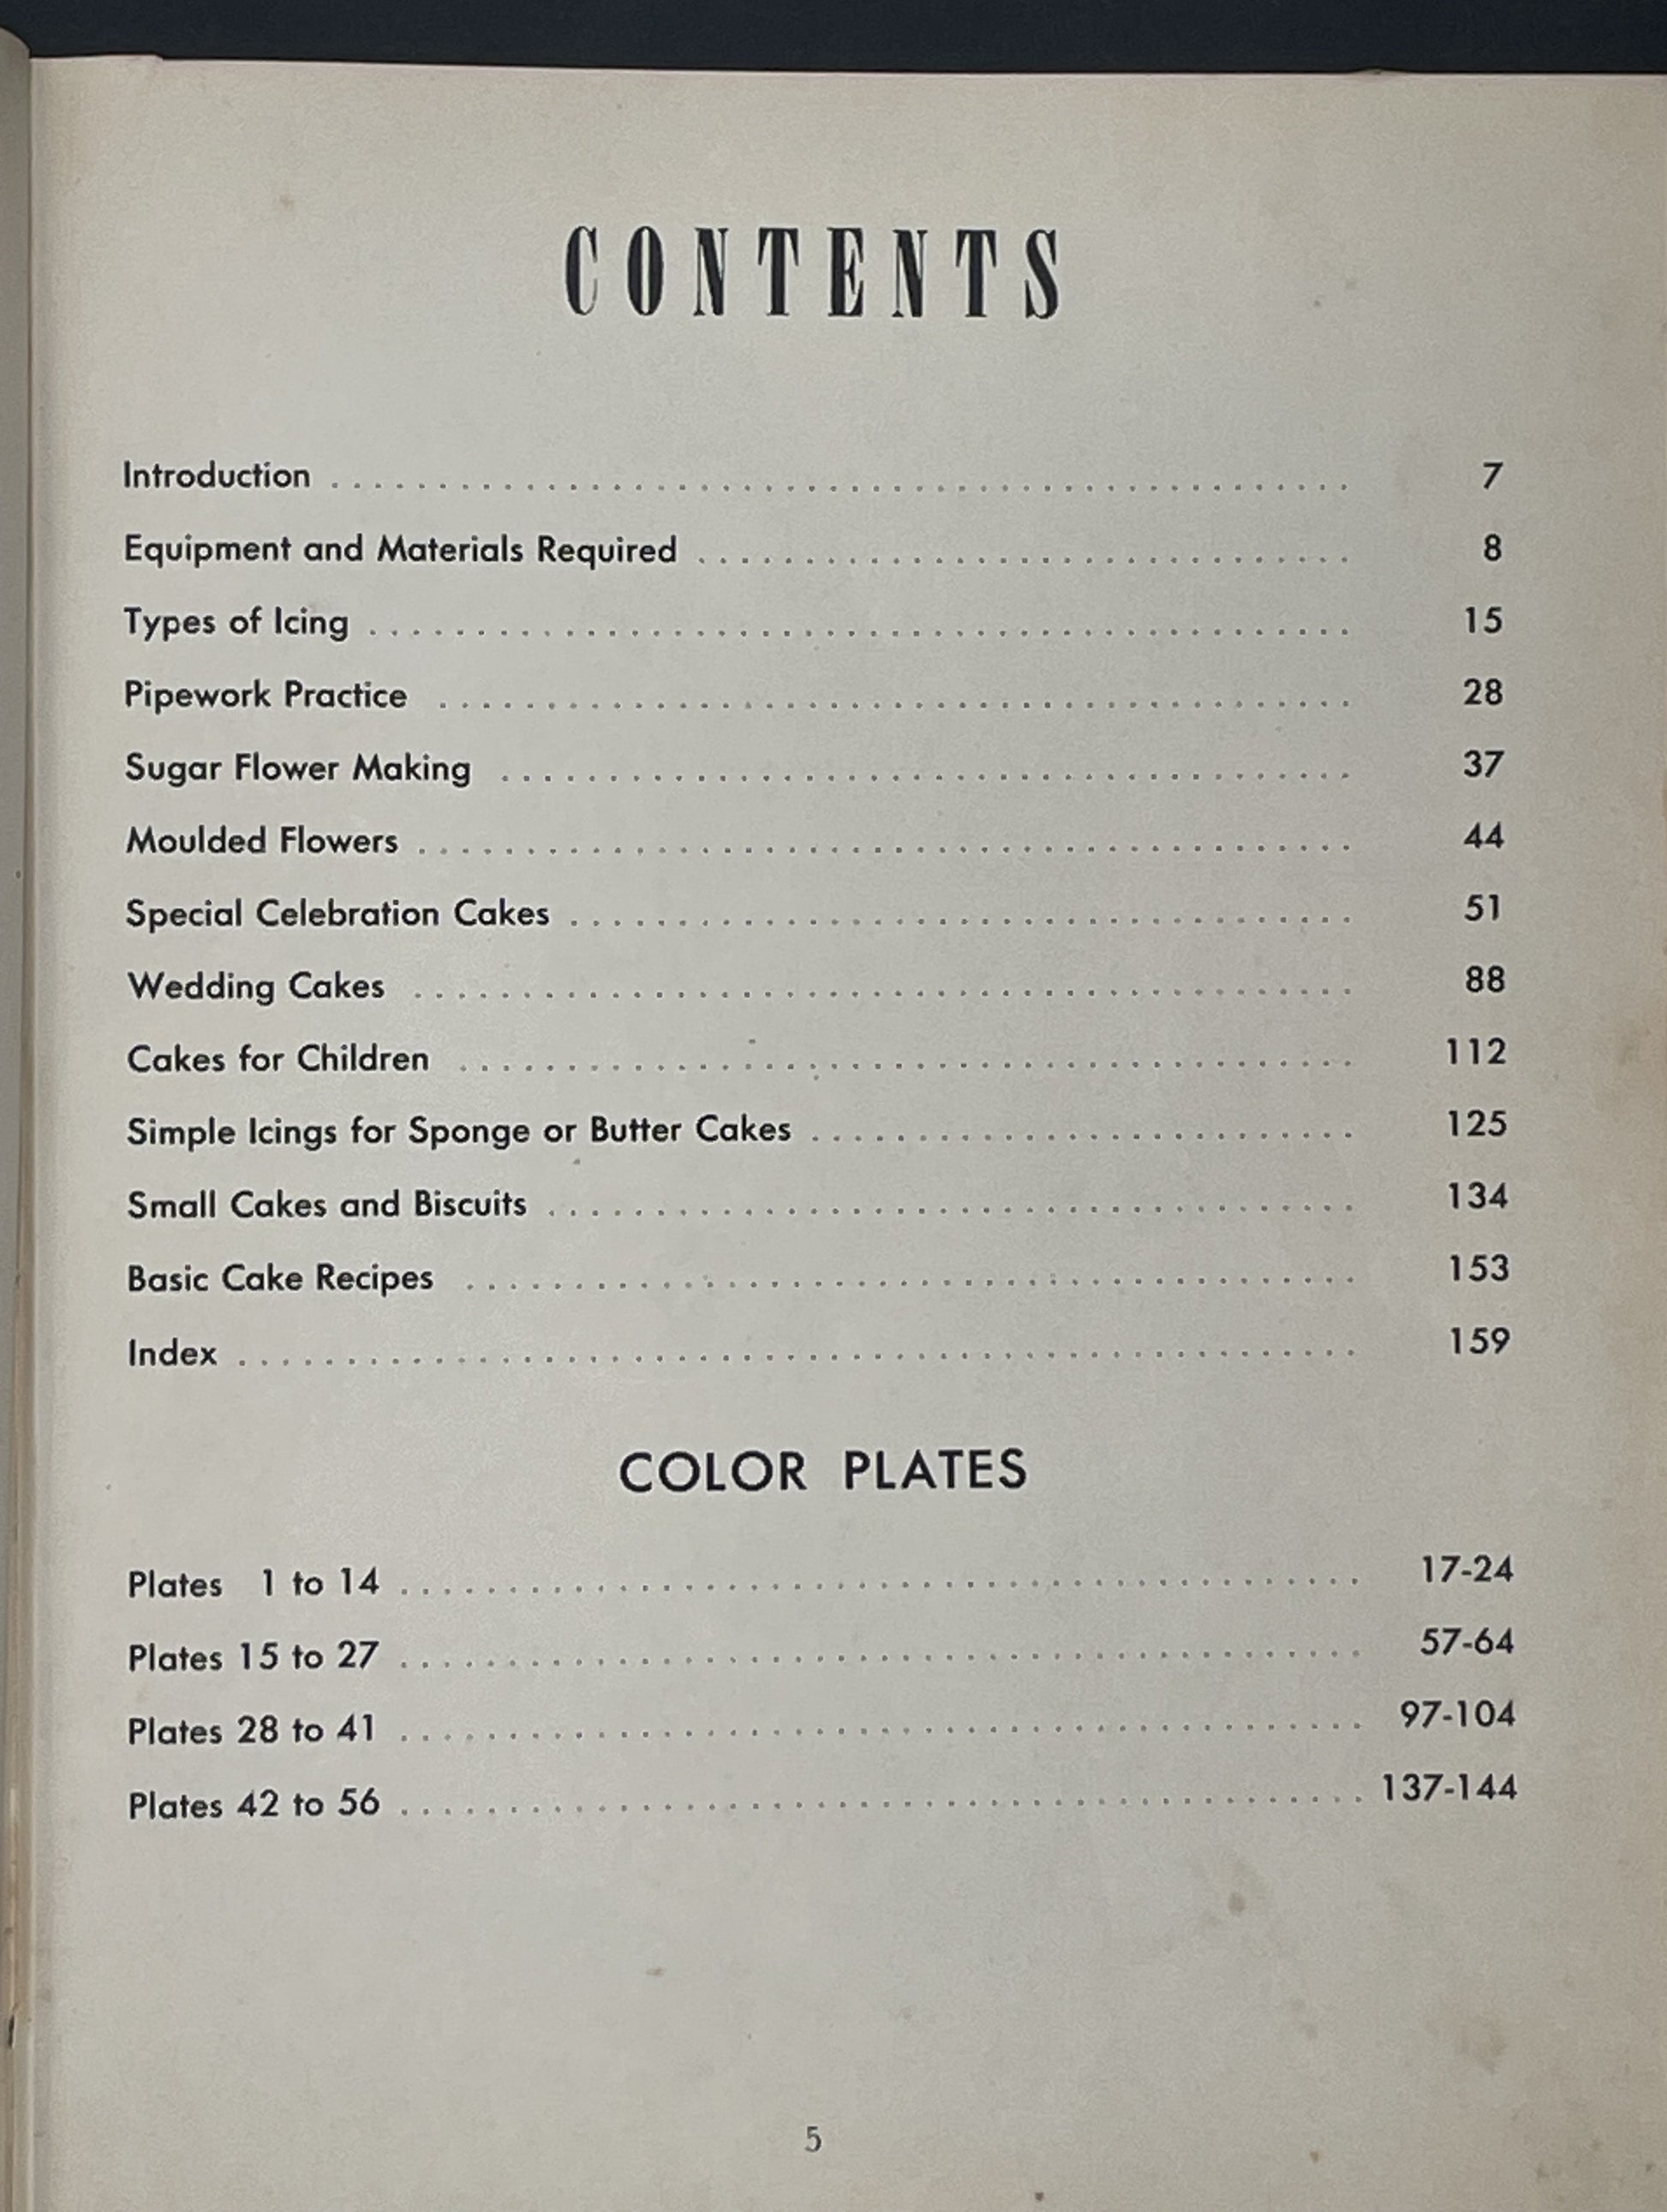 CONTENTS
Introduction ........................................ 7
Equipment and Materials Required ........................................ 8
Types of Icing ........................................ 15
Pipework Practice ........................................ 28
Sugar Flower Making ........................................ 37
Moulded Flowers ........................................ 44
Special Celebration Cakes ........................................ 51
Wedding Cakes ........................................ 88
Cakes for Children ........................................ 112
Simple Icings for Sponge or Butter Cakes ........................................ 125
Small Cakes and Biscuits ........................................ 134
Basic Cake Recipes ........................................ 153
Index ........................................ 159
COLOR PLATES
Plates 1 to 14 ........................................ 17-24
Plates 15 to 27 ........................................ 57-64
Plates 28 to 41 ........................................ 97-104
Plates 42 to 56 ........................................ 137-144
5